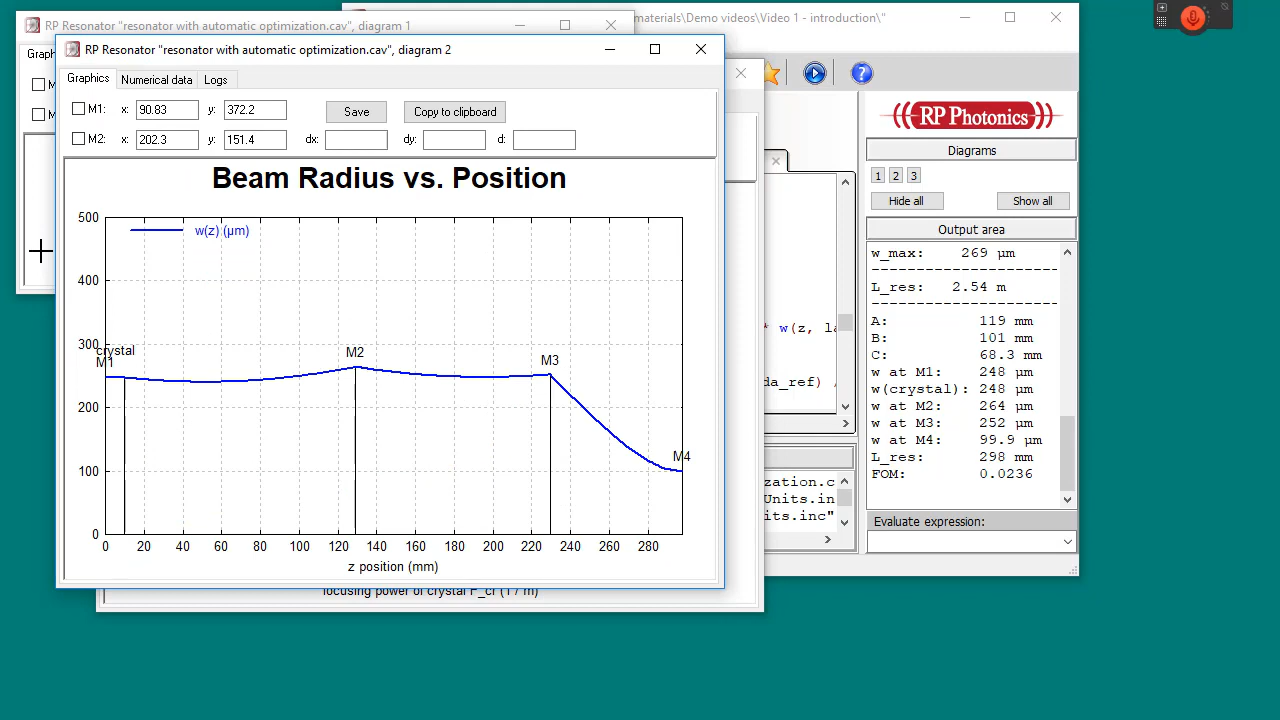 RP Resonator "resonator with automatic optimization.cav", diagram 1
materials\Demo videos\Video 1 - introduction\"
RP Resonator "resonator with automatic optimization.cav", diagram 2
Graphics
Numerical data
Logs
M1: x: 90.83 y: 372.2 Save Copy to clipboard
M2: x: 202.3 y: 151.4 dx: dy: d:
Beam Radius vs. Position
w(z) (µm)
500
400
300
200
100
0
crystal
M1
M2
M3
M4
0 20 40 60 80 100 120 140 160 180 200 220 240 260 280
z position (mm)
focusing power of crystal F_cr (1 / m)
* w(z, la
da_ref) /
zation.c
Units.in
its.inc"
RP Photonics
Diagrams
1 2 3
Hide all Show all
Output area
w_max: 269 µm
---------------------
L_res: 2.54 m
---------------------
A: 119 mm
B: 101 mm
C: 68.3 mm
w at M1: 248 µm
w(crystal): 248 µm
w at M2: 264 µm
w at M3: 252 µm
w at M4: 99.9 µm
L_res: 298 mm
FOM: 0.0236
Evaluate expression: